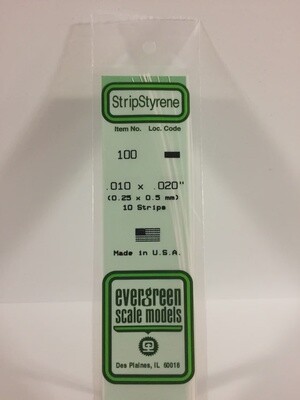 StripStyrene
Item No. Loc. Code
100
.010 x .020"
(0.25 x 0.5 mm)
10 Strips
Made in U.S.A.
evergreen
scale models
Des Plaines, IL 60018